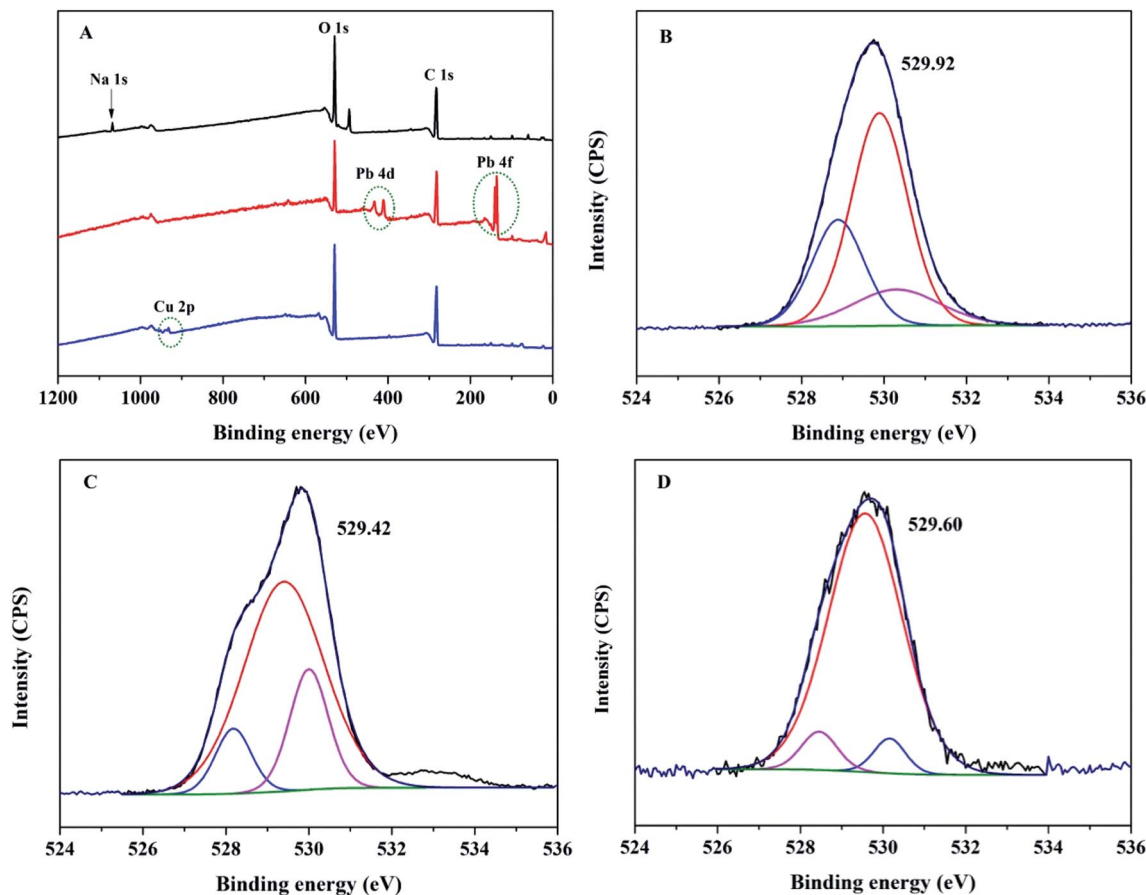 A
O 1s
C 1s
Na 1s
Pb 4d
Pb 4f
Cu 2p
1200 1000 800 600 400 200 0
Binding energy (eV)
B
529.92
Intensity (CPS)
524 526 528 530 532 534 536
Binding energy (eV)
C
529.42
Intensity (CPS)
524 526 528 530 532 534 536
Binding energy (eV)
D
529.60
Intensity (CPS)
524 526 528 530 532 534 536
Binding energy (eV)